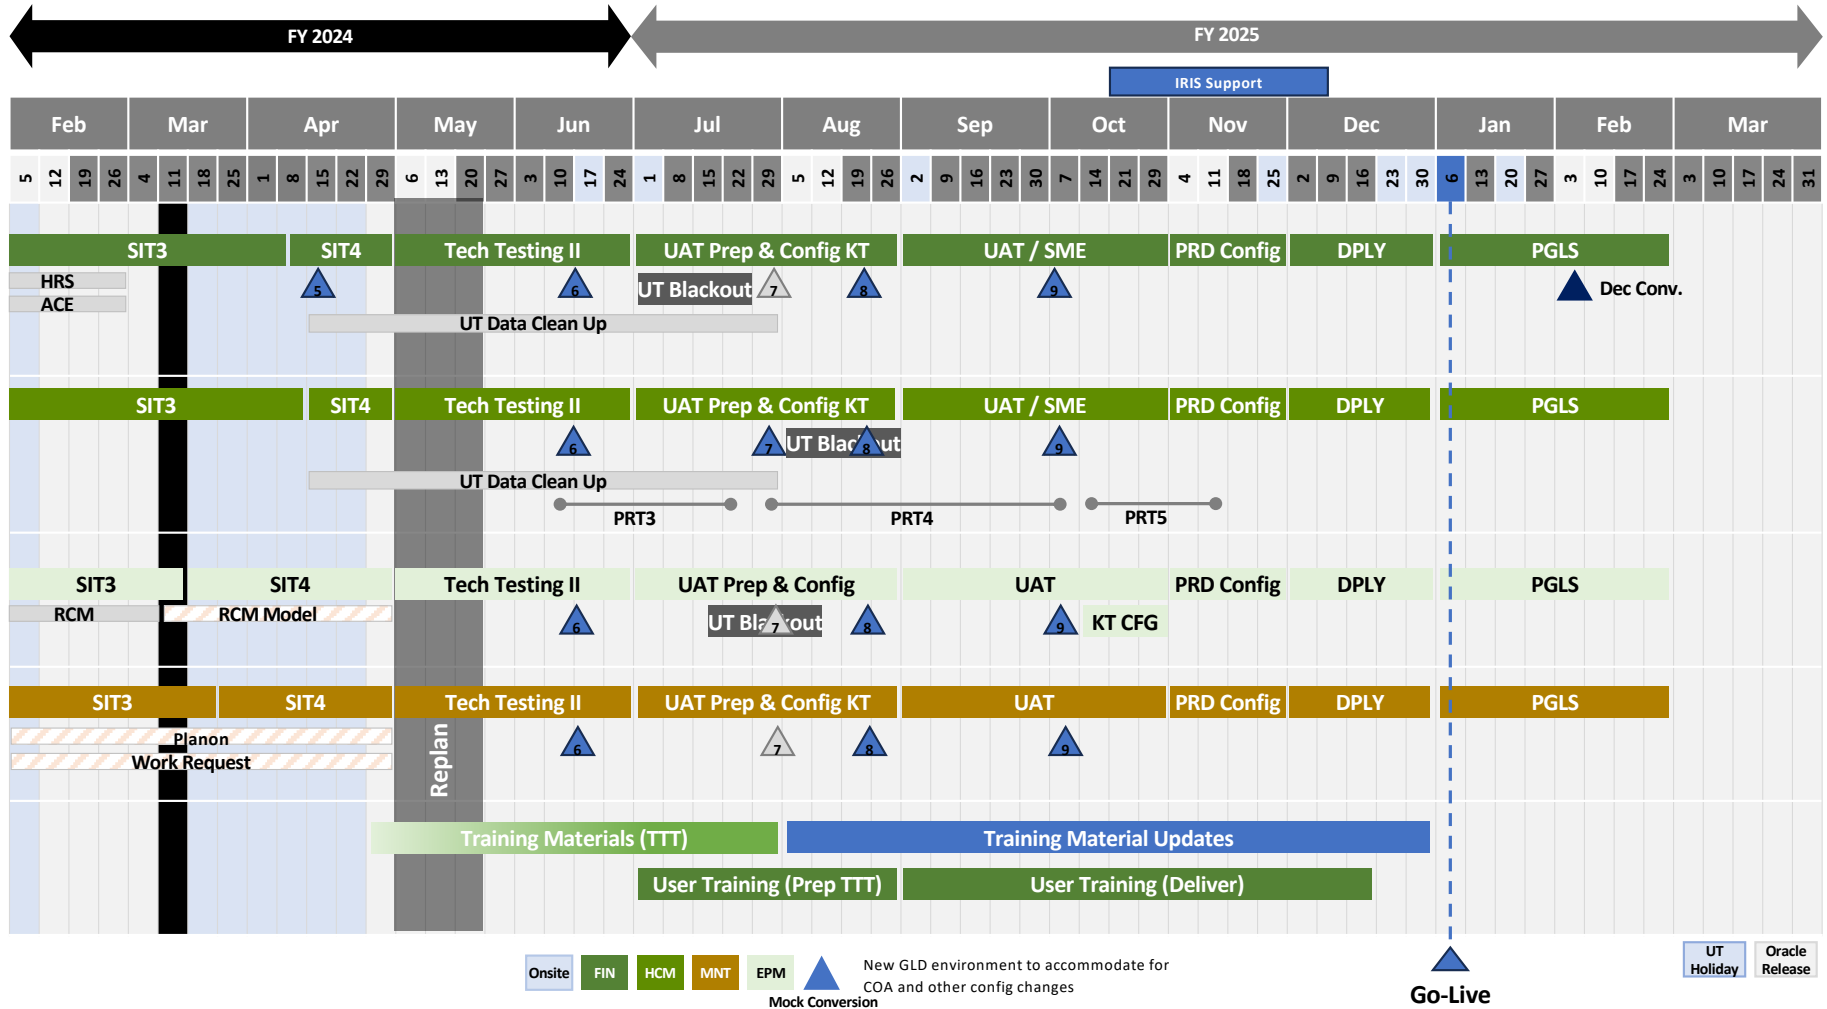 FY 2024
FY 2025
IRIS Support
Feb Mar Apr May Jun Jul Aug Sep Oct Nov Dec Jan Feb Mar
5 12 19 26 4 11 18 25 1 8 15 22 29 6 13 20 27 3 10 17 24 1 8 15 22 29 5 12 19 26 2 9 16 23 30 7 14 21 29 4 11 18 25 2 9 16 23 30 6 13 20 27 3 10 17 24 3 10 17 24 31
SIT3 SIT4 Tech Testing II UAT Prep & Config KT UAT / SME PRD Config DPLY PGLS
HRS
ACE
5 6 UT Blackout 7 8 9 Dec Conv.
UT Data Clean Up
SIT3 SIT4 Tech Testing II UAT Prep & Config KT UAT / SME PRD Config DPLY PGLS
6 7 UT Blackout 8 9
UT Data Clean Up
PRT3 PRT4 PRT5
SIT3 SIT4 Tech Testing II UAT Prep & Config UAT PRD Config DPLY PGLS
RCM RCM Model 6 UT Blackout 7 8 9 KT CFG
SIT3 SIT4 Tech Testing II UAT Prep & Config KT UAT PRD Config DPLY PGLS
Planon
Work Request
6 7 8 9
Replan
Training Materials (TTT) Training Material Updates
User Training (Prep TTT) User Training (Deliver)
Onsite FIN HCM MNT EPM
Mock Conversion
New GLD environment to accommodate for
COA and other config changes
Go-Live
UT
Holiday
Oracle
Release